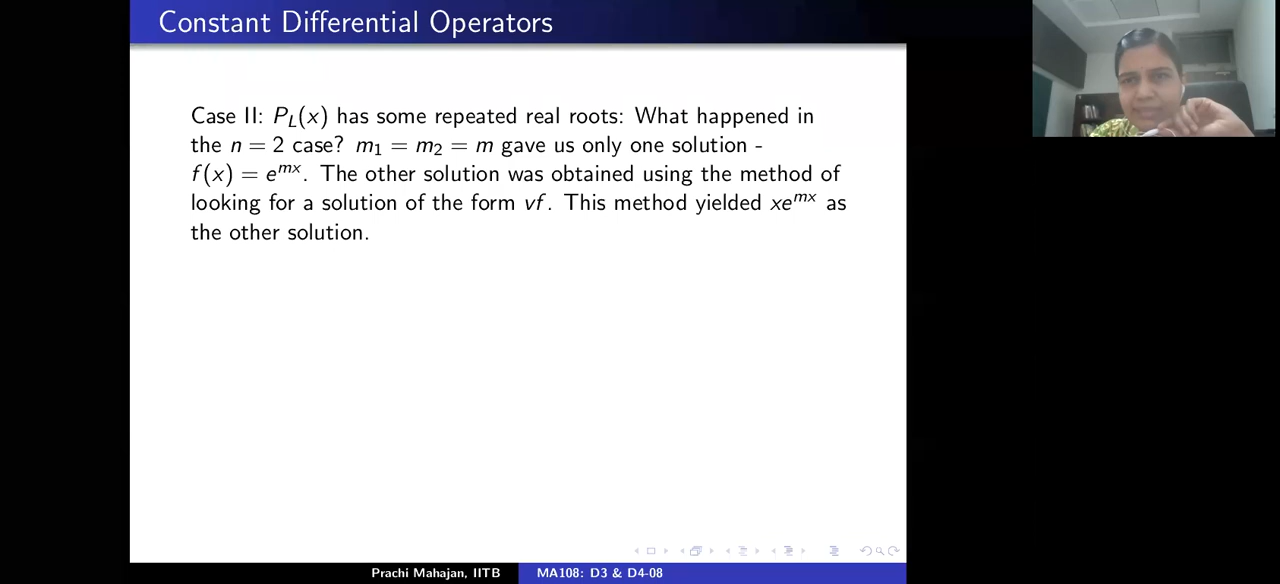 Constant Differential Operators
Case II: P_L(x) has some repeated real roots: What happened in
the n = 2 case? m₁ = m₂ = m gave us only one solution -
f(x) = e^{mx}. The other solution was obtained using the method of
looking for a solution of the form vf. This method yielded xe^{mx} as
the other solution.
Prachi Mahajan, IITB
MA108: D3 & D4-08